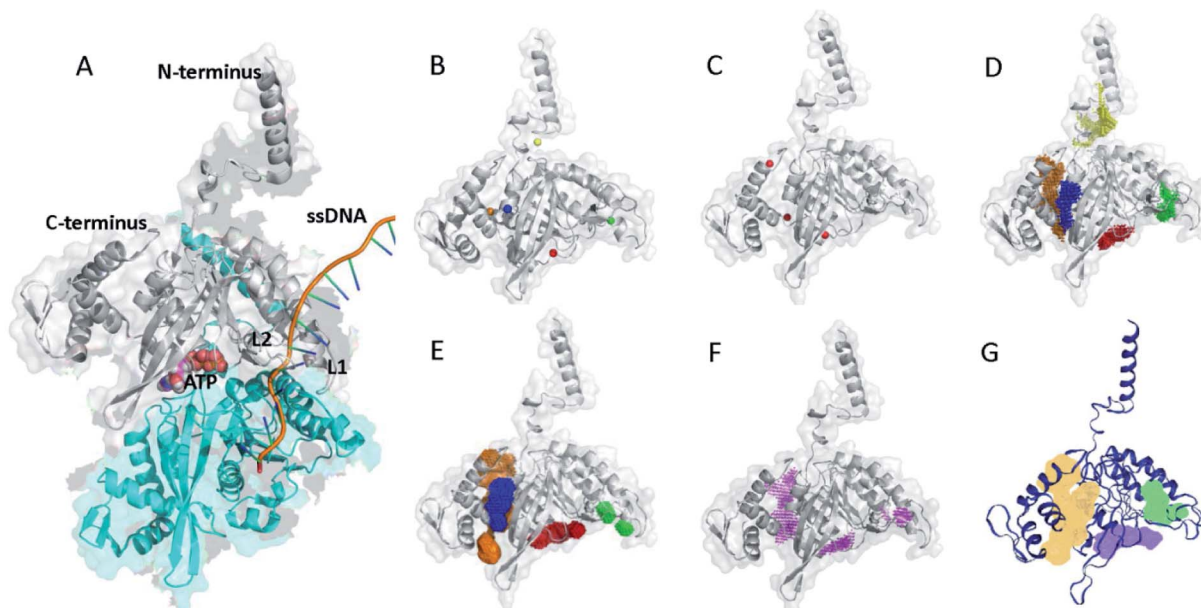 A
N-terminus
C-terminus
ssDNA
L2
L1
ATP
B
C
D
E
F
G